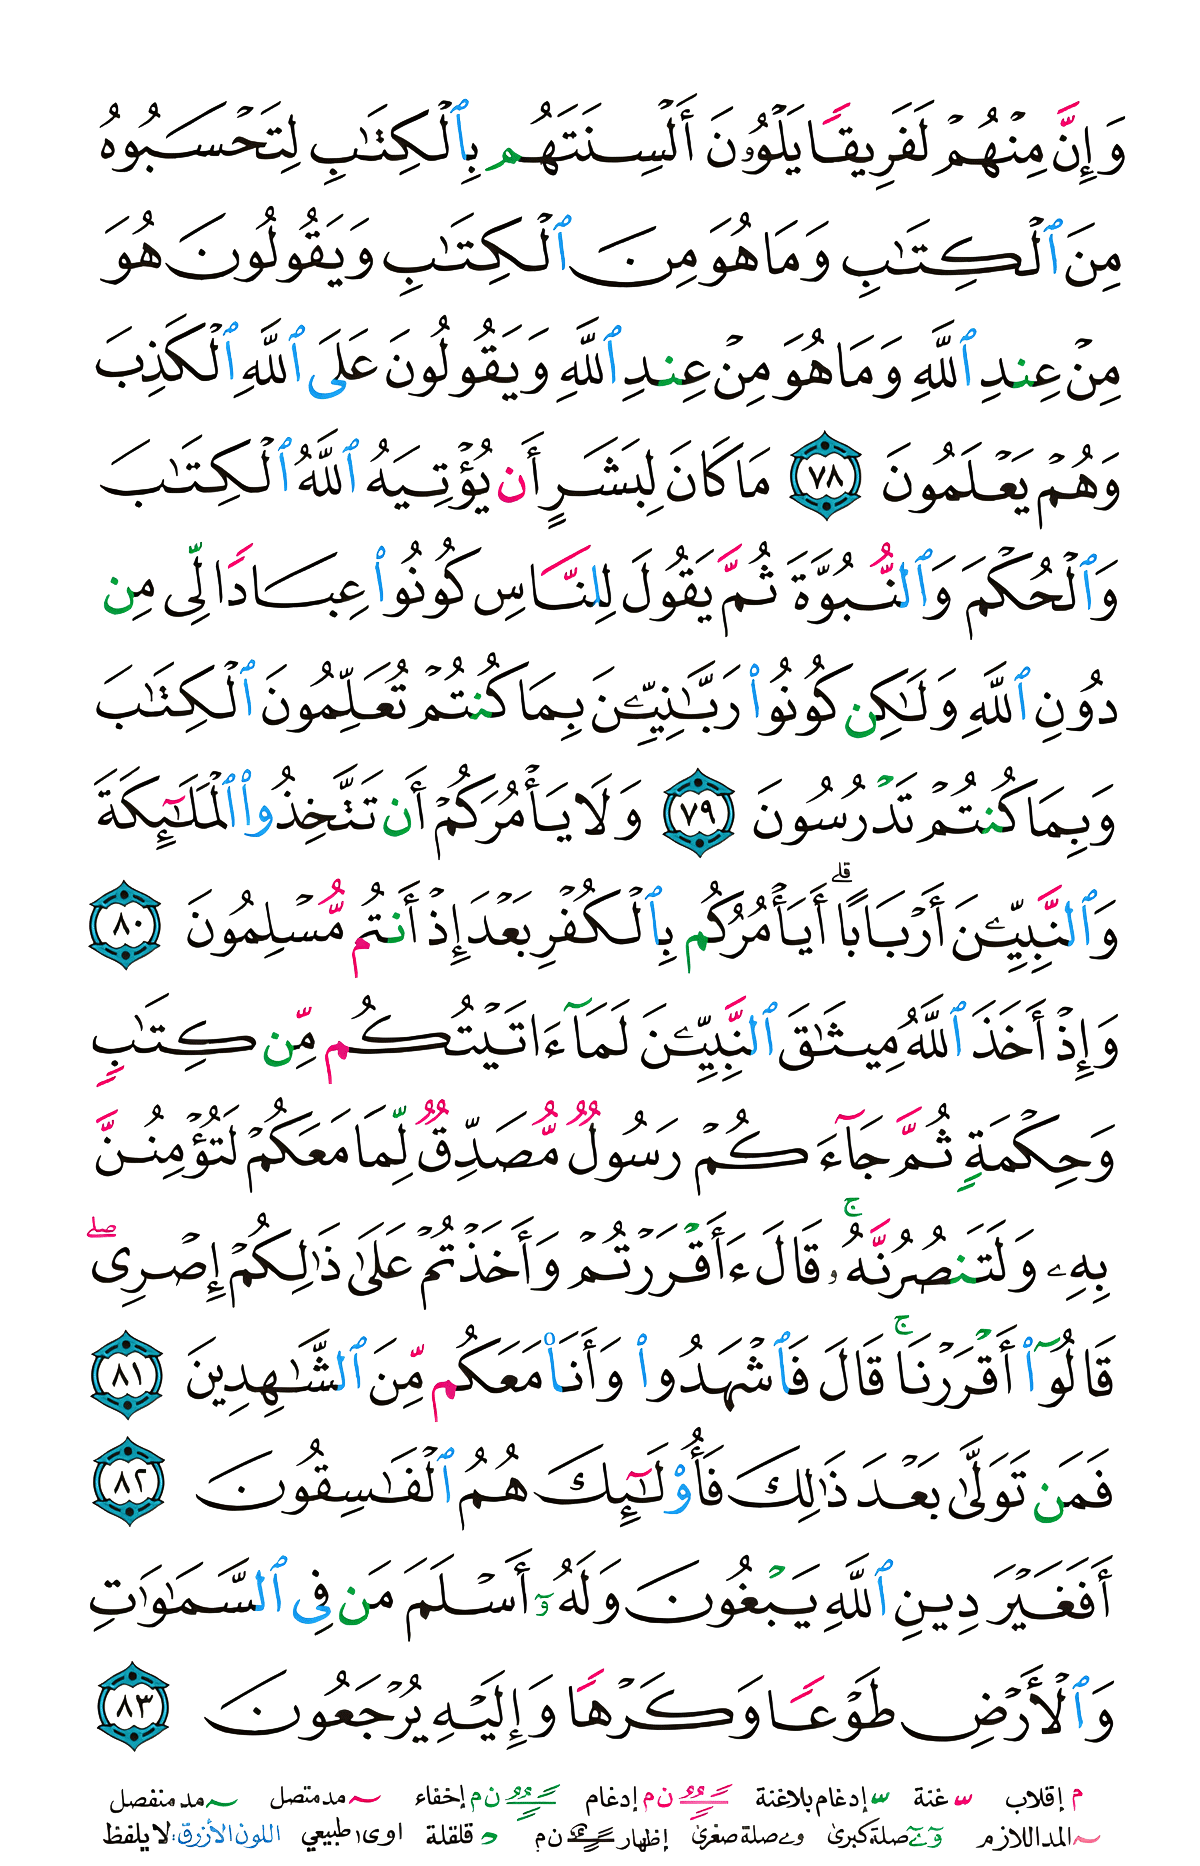 وَإِنَّ مِنْهُمْ لَفَرِيقًا يَلْوُۥنَ أَلْسِنَتَهُم بِٱلْكِتَٰبِ لِتَحْسَبُوهُ
مِنَ ٱلْكِتَٰبِ وَمَا هُوَ مِنَ ٱلْكِتَٰبِ وَيَقُولُونَ هُوَ
مِنْ عِندِ ٱللَّهِ وَمَا هُوَ مِنْ عِندِ ٱللَّهِ وَيَقُولُونَ عَلَى ٱللَّهِ ٱلْكَذِبَ
وَهُمْ يَعْلَمُونَ ٧٨ مَا كَانَ لِبَشَرٍ أَن يُؤْتِيَهُ ٱللَّهُ ٱلْكِتَٰبَ
وَٱلْحُكْمَ وَٱلنُّبُوَّةَ ثُمَّ يَقُولَ لِلنَّاسِ كُونُوا۟ عِبَادًا لِّى مِن
دُونِ ٱللَّهِ وَلَٰكِن كُونُوا۟ رَبَّٰنِيِّۦنَ بِمَا كُنتُمْ تُعَلِّمُونَ ٱلْكِتَٰبَ
وَبِمَا كُنتُمْ تَدْرُسُونَ ٧٩ وَلَا يَأْمُرَكُمْ أَن تَتَّخِذُوا۟ ٱلْمَلَٰٓئِكَةَ
وَٱلنَّبِيِّۦنَ أَرْبَابًا ۗ أَيَأْمُرُكُم بِٱلْكُفْرِ بَعْدَ إِذْ أَنتُم مُّسْلِمُونَ ٨٠
وَإِذْ أَخَذَ ٱللَّهُ مِيثَٰقَ ٱلنَّبِيِّۦنَ لَمَآ ءَاتَيْتُكُم مِّن كِتَٰبٍ
وَحِكْمَةٍ ثُمَّ جَآءَكُمْ رَسُولٌ مُّصَدِّقٌ لِّمَا مَعَكُمْ لَتُؤْمِنُنَّ
بِهِۦ وَلَتَنصُرُنَّهُۥ ۚ قَالَ ءَأَقْرَرْتُمْ وَأَخَذْتُمْ عَلَىٰ ذَٰلِكُمْ إِصْرِى ۖ
قَالُوٓا۟ أَقْرَرْنَا ۚ قَالَ فَٱشْهَدُوا۟ وَأَنَا۠ مَعَكُم مِّنَ ٱلشَّٰهِدِينَ ٨١
فَمَن تَوَلَّىٰ بَعْدَ ذَٰلِكَ فَأُو۟لَٰٓئِكَ هُمُ ٱلْفَٰسِقُونَ ٨٢
أَفَغَيْرَ دِينِ ٱللَّهِ يَبْغُونَ وَلَهُۥٓ أَسْلَمَ مَن فِى ٱلسَّمَٰوَٰتِ
وَٱلْأَرْضِ طَوْعًا وَكَرْهًا وَإِلَيْهِ يُرْجَعُونَ ٨٣
م إقلاب غنة إدغام بلاغنة ن م إدغام ن م إخفاء مد متصل مد منفصل
المد اللازم صلة كبرى وے صلة صغرى إظهار ن م قلقلة اوى، طبيعي اللون الأزرق: لا يلفظ